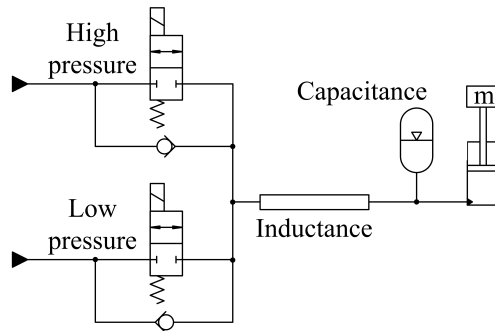 High
pressure
Capacitance
m
Low
pressure
Inductance